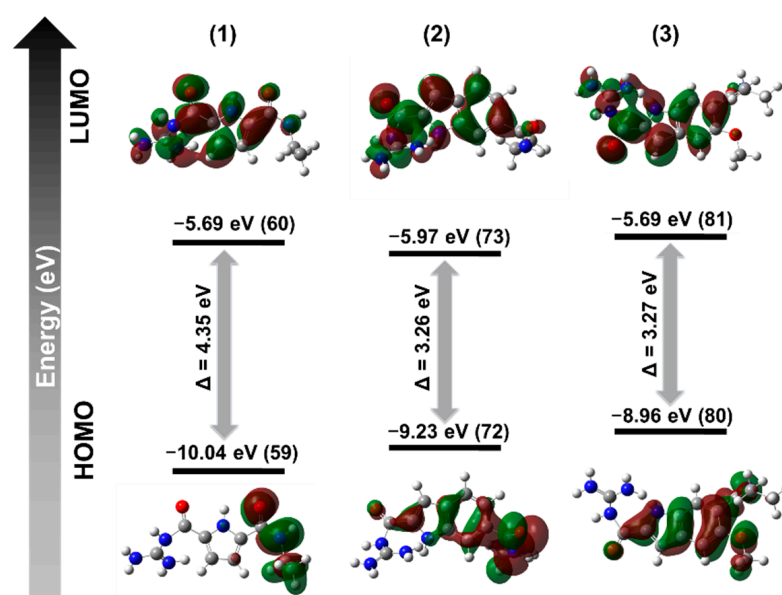 (1) (2) (3)
LUMO
−5.69 eV (60)
−5.97 eV (73)
−5.69 eV (81)
Energy (eV)
Δ = 4.35 eV
Δ = 3.26 eV
Δ = 3.27 eV
HOMO
−10.04 eV (59)
−9.23 eV (72)
−8.96 eV (80)